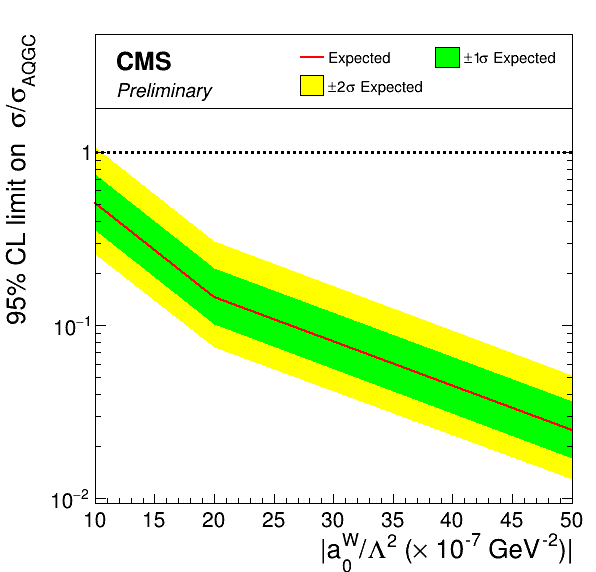 CMS
Preliminary
Expected
±1σ Expected
±2σ Expected
95% CL limit on σ/σ_AQGC
1
10⁻¹
10⁻²
10 15 20 25 30 35 40 45 50
|a₀ᵂ/Λ² (× 10⁻⁷ GeV⁻²)|